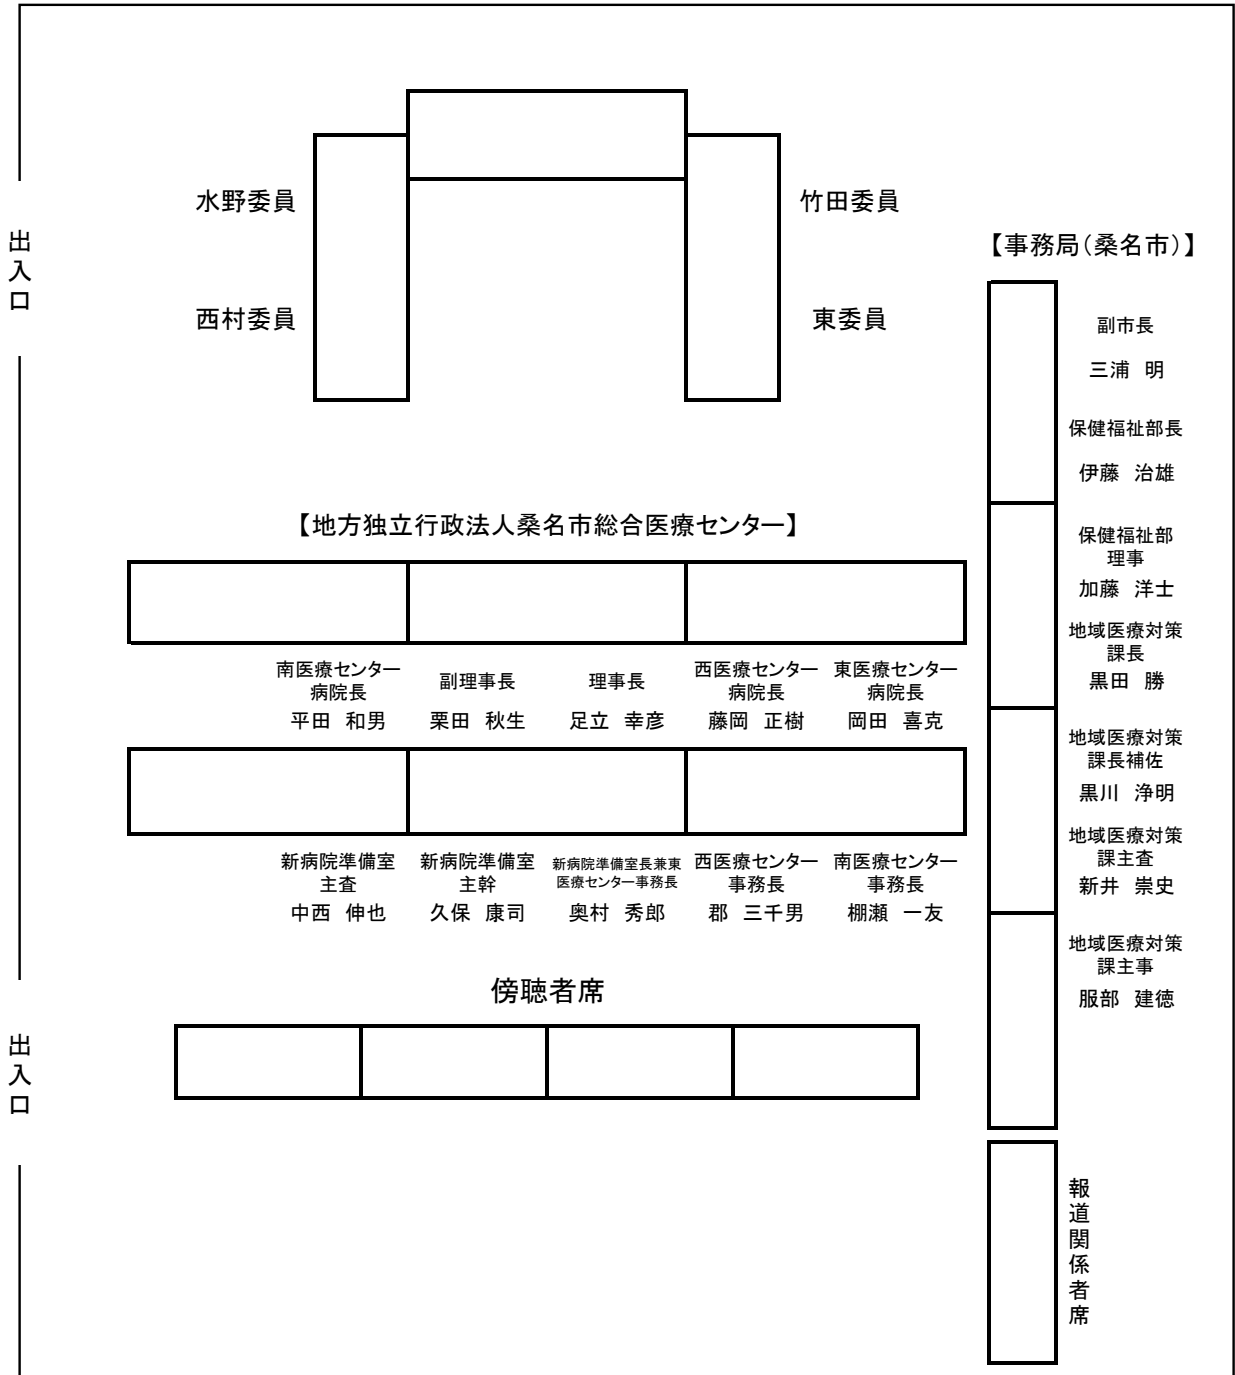 水野委員
竹田委員
西村委員
東委員
出入口
【事務局(桑名市)】
副市長
三浦　明
保健福祉部長
伊藤　治雄
保健福祉部
理事
加藤　洋士
地域医療対策
課長
黒田　勝
地域医療対策
課長補佐
黒川　浄明
地域医療対策
課主査
新井　崇史
地域医療対策
課主事
服部　建徳
【地方独立行政法人桑名市総合医療センター】
南医療センター
病院長
平田　和男
副理事長
栗田　秋生
理事長
足立　幸彦
西医療センター
病院長
藤岡　正樹
東医療センター
病院長
岡田　喜克
新病院準備室
主査
中西　伸也
新病院準備室
主幹
久保　康司
新病院準備室長兼東
医療センター事務長
奥村　秀郎
西医療センター
事務長
郡　三千男
南医療センター
事務長
棚瀬　一友
傍聴者席
出入口
報道関係者席